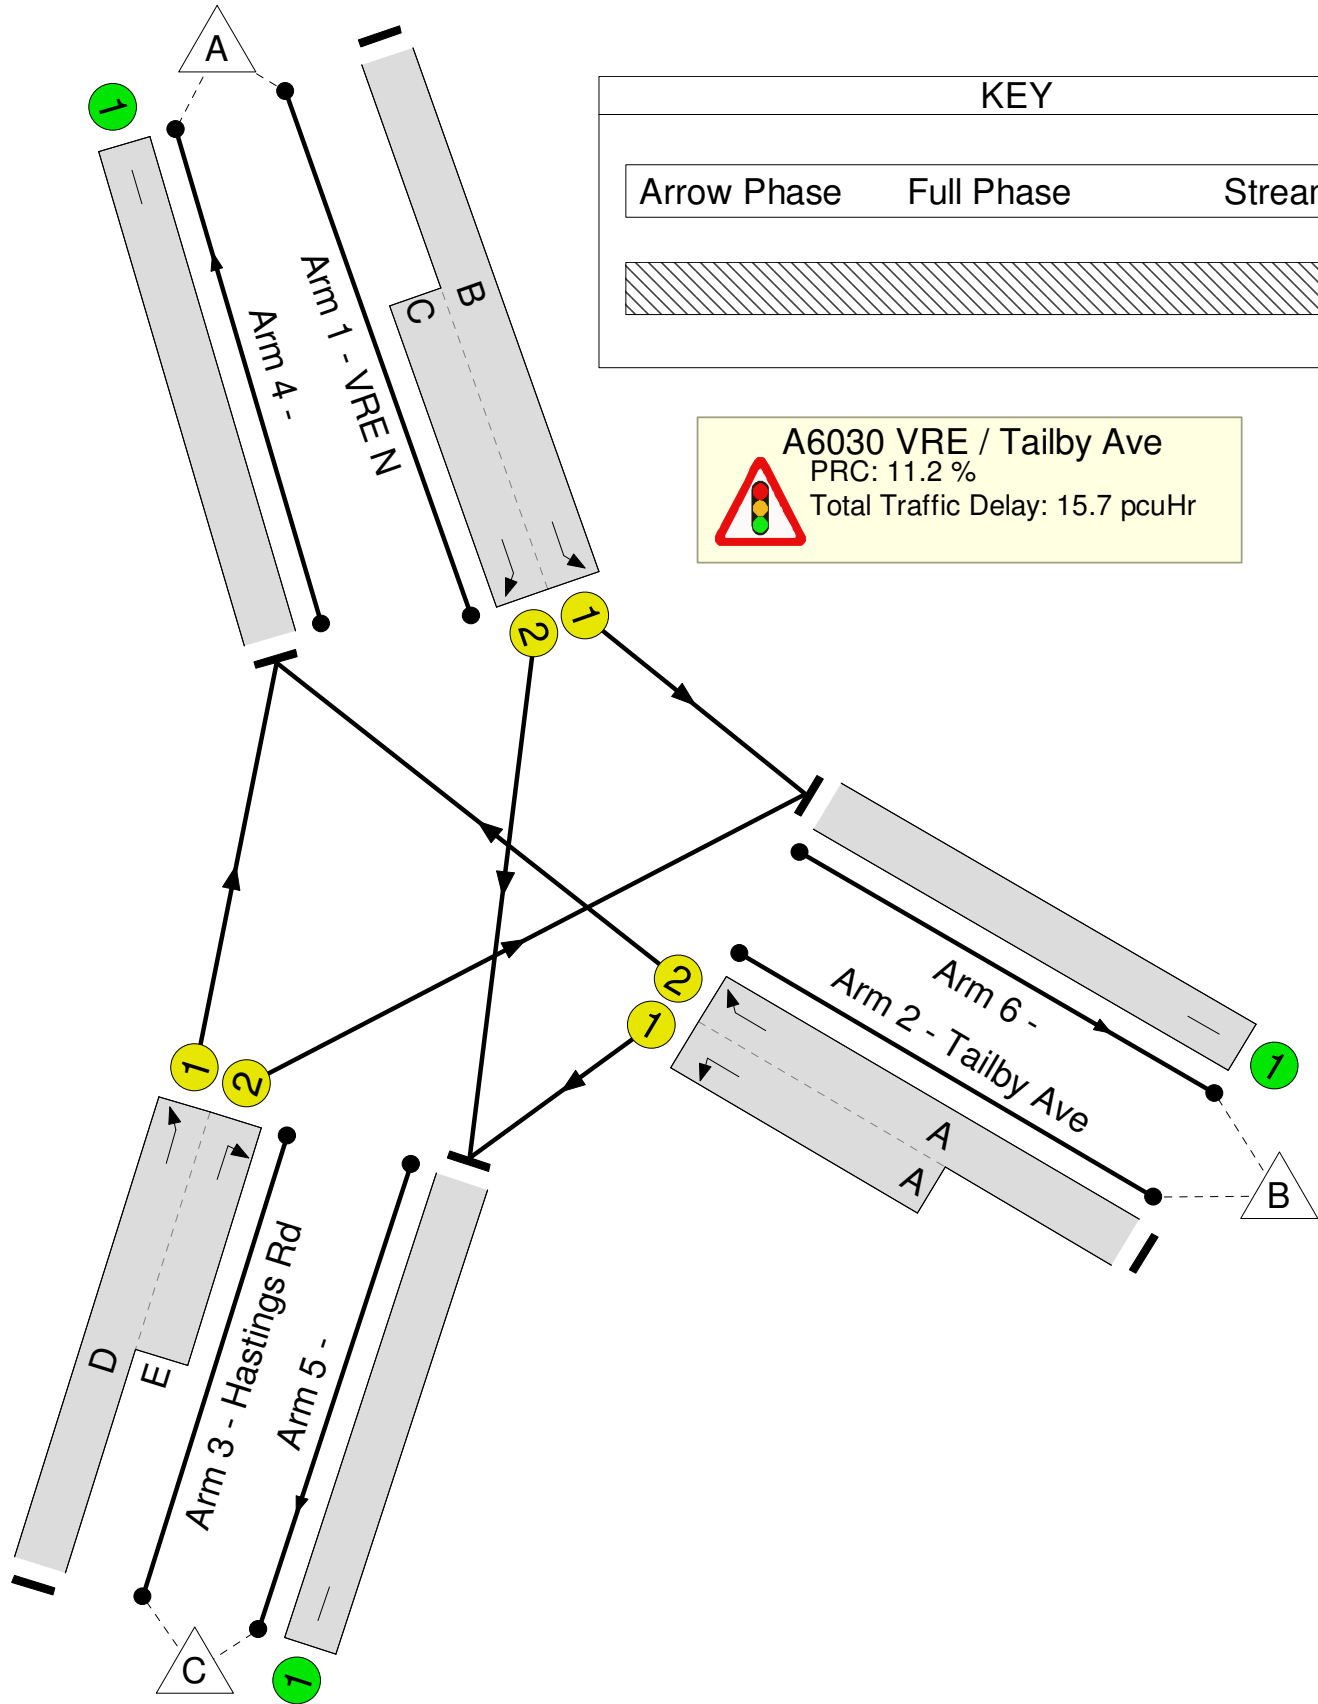 A
1
KEY
Arrow Phase Full Phase Strear
Arm 4 -
Arm 1 - VRE N
B
C
A6030 VRE / Tailby Ave
PRC: 11.2 %
Total Traffic Delay: 15.7 pcuHr
2
1
Arm 6 -
Arm 2 - Tailby Ave
2
1
1
2
1
A
A
B
D
E
Arm 3 - Hastings Rd
Arm 5 -
C
1